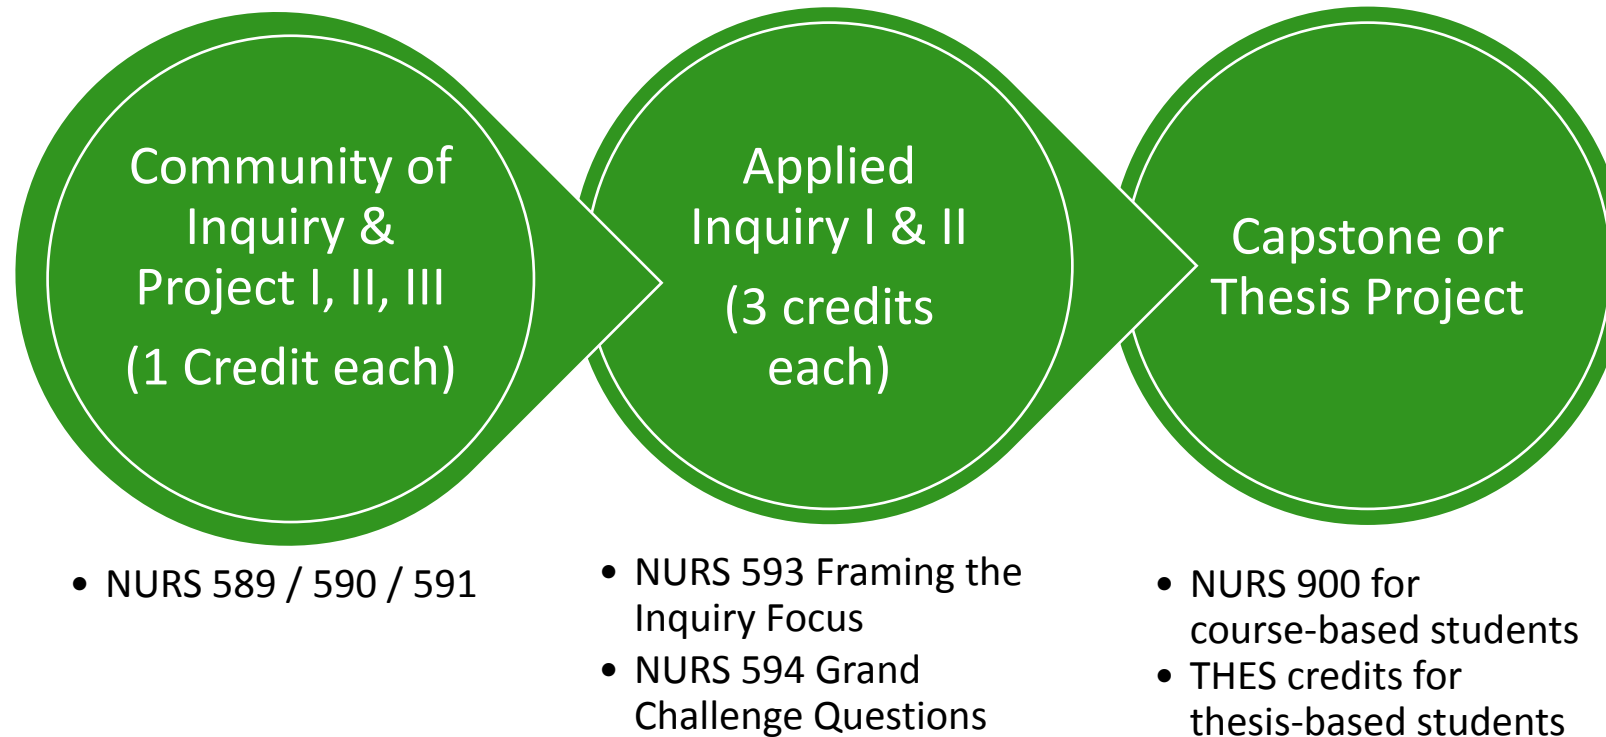 Community of
Inquiry &
Project I, II, III
(1 Credit each)
• NURS 589 / 590 / 591
Applied
Inquiry I & II
(3 credits
each)
• NURS 593 Framing the
Inquiry Focus
• NURS 594 Grand
Challenge Questions
Capstone or
Thesis Project
• NURS 900 for
course-based students
• THES credits for
thesis-based students